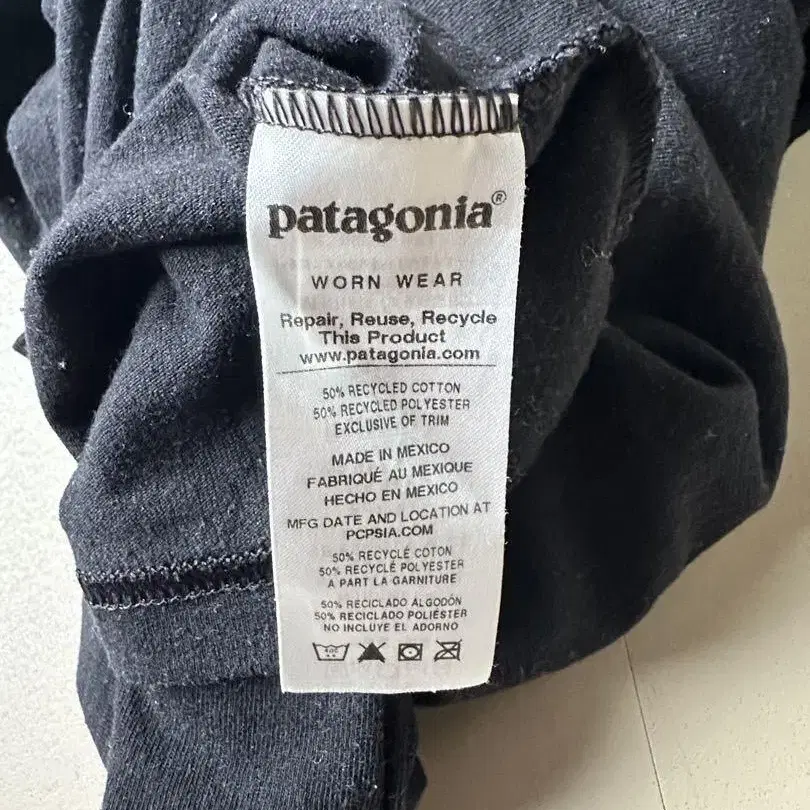 patagonia®
WORN WEAR
Repair, Reuse, Recycle
This Product
www.patagonia.com
50% RECYCLED COTTON
50% RECYCLED POLYESTER
EXCLUSIVE OF TRIM
MADE IN MEXICO
FABRIQUÉ AU MEXIQUE
HECHO EN MEXICO
MFG DATE AND LOCATION AT
PCPSIA.COM
50% RECYCLÉ COTON
50% RECYCLÉ POLYESTER
A PART LA GARNITURE
50% RECICLADO ALGODÓN
50% RECICLADO POLIÉSTER
NO INCLUYE EL ADORNO